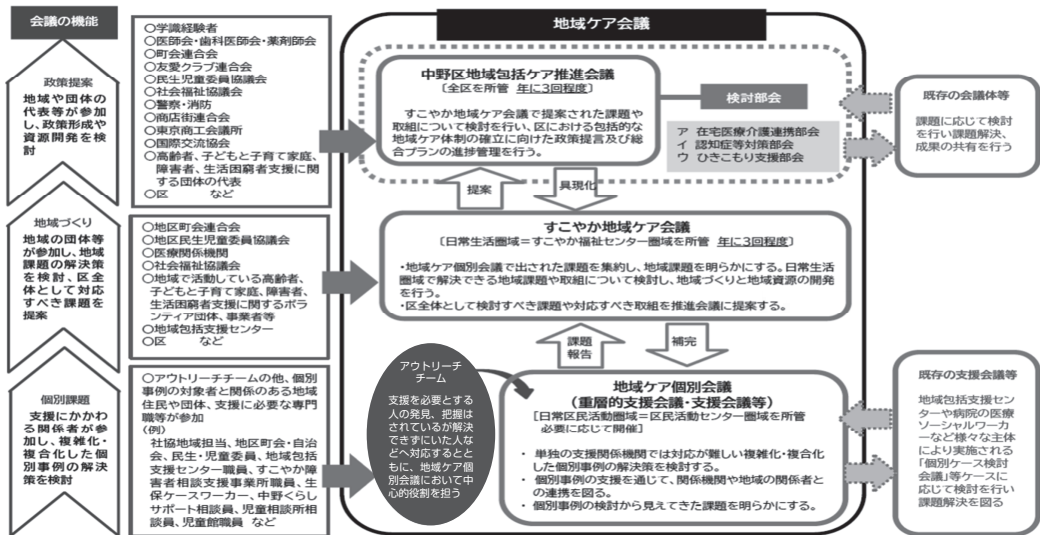 会議の機能
政策提案
地域や団体の
代表等が参加
し、政策形成や
資源開発を検
討
地域づくり
地域の団体等
が参加し、地域
課題の解決策
を検討、区全
体として対応
すべき課題を
提案
個別課題
支援にかかわ
る関係者が参
加し、複雑化・
複合化した個
別事例の解決
策を検討
○学識経験者
○医師会・歯科医師会・薬剤師会
○町会連合会
○友愛クラブ連合会
○民生児童委員協議会
○社会福祉協議会
○警察・消防
○商店街連合会
○東京商工会議所
○国際交流協会
○高齢者、子どもと子育て家庭、
障害者、生活困窮者支援に関
する団体の代表
○区 など
○地区町会連合会
○地区民生児童委員協議会
○医療関係機関
○社会福祉協議会
○地域で活動している高齢者、
子どもと子育て家庭、障害者、
生活困窮者支援に関するボラ
ンティア団体、事業者等
○地域包括支援センター
○区 など
○アウトリーチチームの他、個別
事例の対象者と関係のある地域
住民や団体、支援に必要な専門
職等が参加
〈例〉
社協地域担当、地区町会・自治
会、民生・児童委員、地域包括
支援センター職員、すこやか障
害者相談支援事業所職員、生
保ケースワーカー、中野くらし
サポート相談員、児童相談所相
談員、児童館職員 など
地域ケア会議
中野区地域包括ケア推進会議
〔全区を所管 年に3回程度〕
すこやか地域ケア会議で提案された課題や
取組について検討を行い、区における包括的な
地域ケア体制の確立に向けた政策提言及び総
合プランの進捗管理を行う。
検討部会
ア 在宅医療介護連携部会
イ 認知症等対策部会
ウ ひきこもり支援部会
提案
具現化
すこやか地域ケア会議
〔日常生活圏域＝すこやか福祉センター圏域を所管 年に3回程度〕
・地域ケア個別会議で出された課題を集約し、地域課題を明らかにする。日常生活
圏域で解決できる地域課題や取組について検討し、地域づくりと地域資源の開発
を行う。
・区全体として検討すべき課題や対応すべき取組を推進会議に提案する。
課題
報告
補完
アウトリーチ
チーム
支援を必要とする
人の発見、把握は
されているが解決
できずにいた人な
どへ対応するとと
もに、地域ケア個
別会議において中
心的役割を担う
地域ケア個別会議
（重層的支援会議・支援会議等）
［日常区民活動圏域＝区民活動センター圏域を所管
必要に応じて開催］
・ 単独の支援関係機関では対応が難しい複雑化・複合化
した個別事例の解決策を検討する。
・ 個別事例の支援を通じて、関係機関や地域の関係者と
の連携を図る。
・ 個別事例の検討から見えてきた課題を明らかにする。
既存の会議体等
課題に応じて検討
を行い課題解決、
成果の共有を行う
既存の支援会議等
地域包括支援セン
ターや病院の医療
ソーシャルワーカ
ーなど様々な主体
により実施される
「個別ケース検討
会議」等ケースに
応じて検討を行い
課題解決を図る